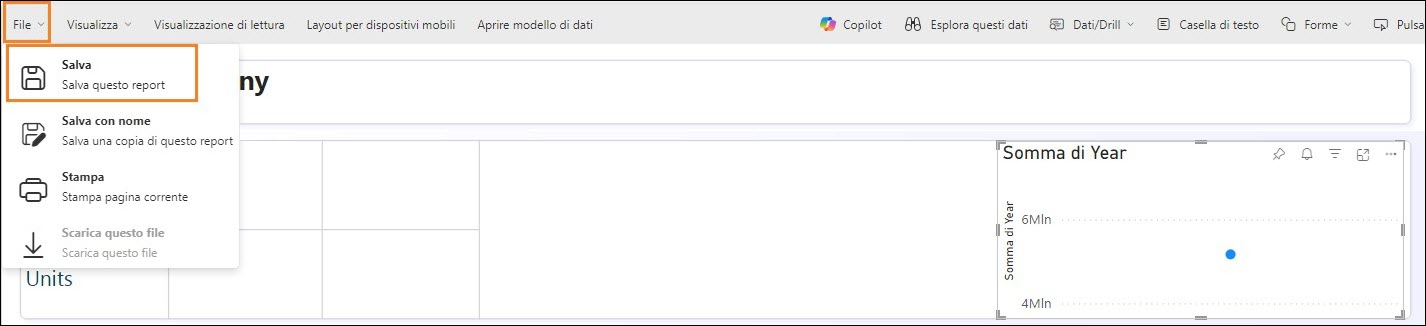 File Visualizza Visualizzazione di lettura Layout per dispositivi mobili Aprire modello di dati Copilot Esplora questi dati Dati/Drill Casella di testo Forme Pulsa
Salva
Salva questo report
ny
Salva con nome
Salva una copia di questo report
Stampa
Stampa pagina corrente
Scarica questo file
Scarica questo file
Units
Somma di Year
Somma di Year
6Mln
4Mln